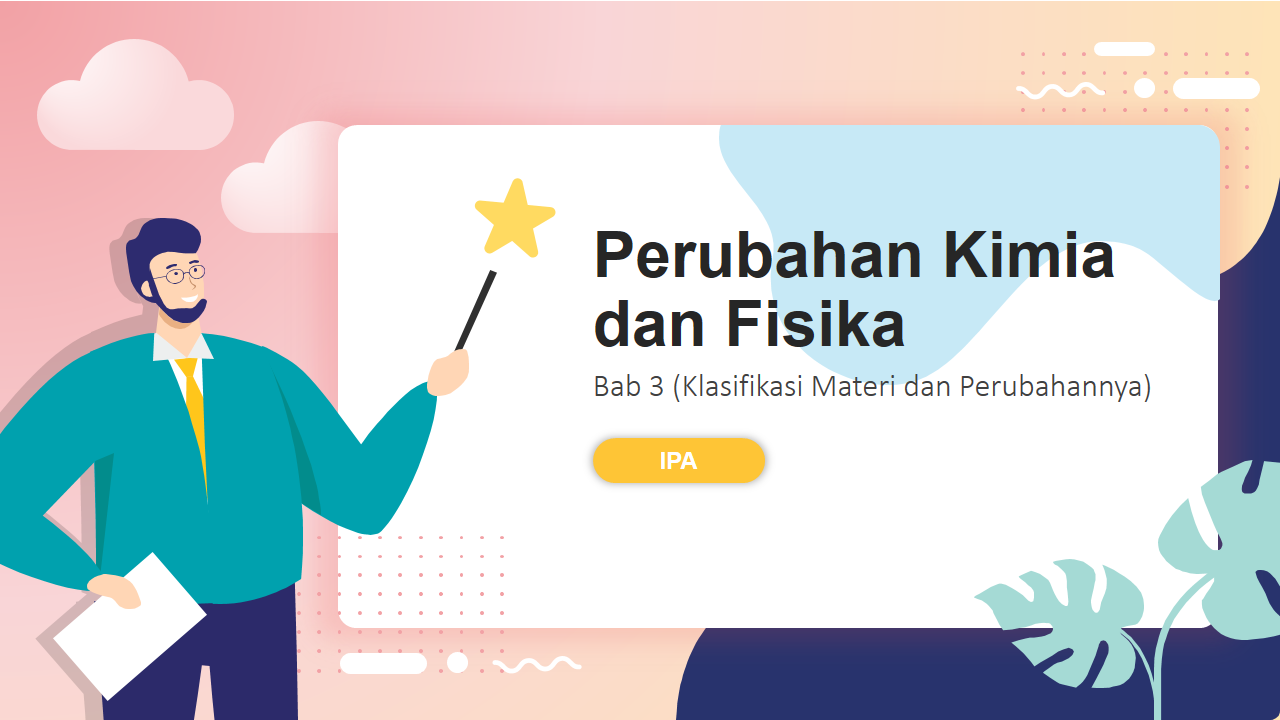 Perubahan Kimia
dan Fisika
Bab 3 (Klasifikasi Materi dan Perubahannya)
IPA